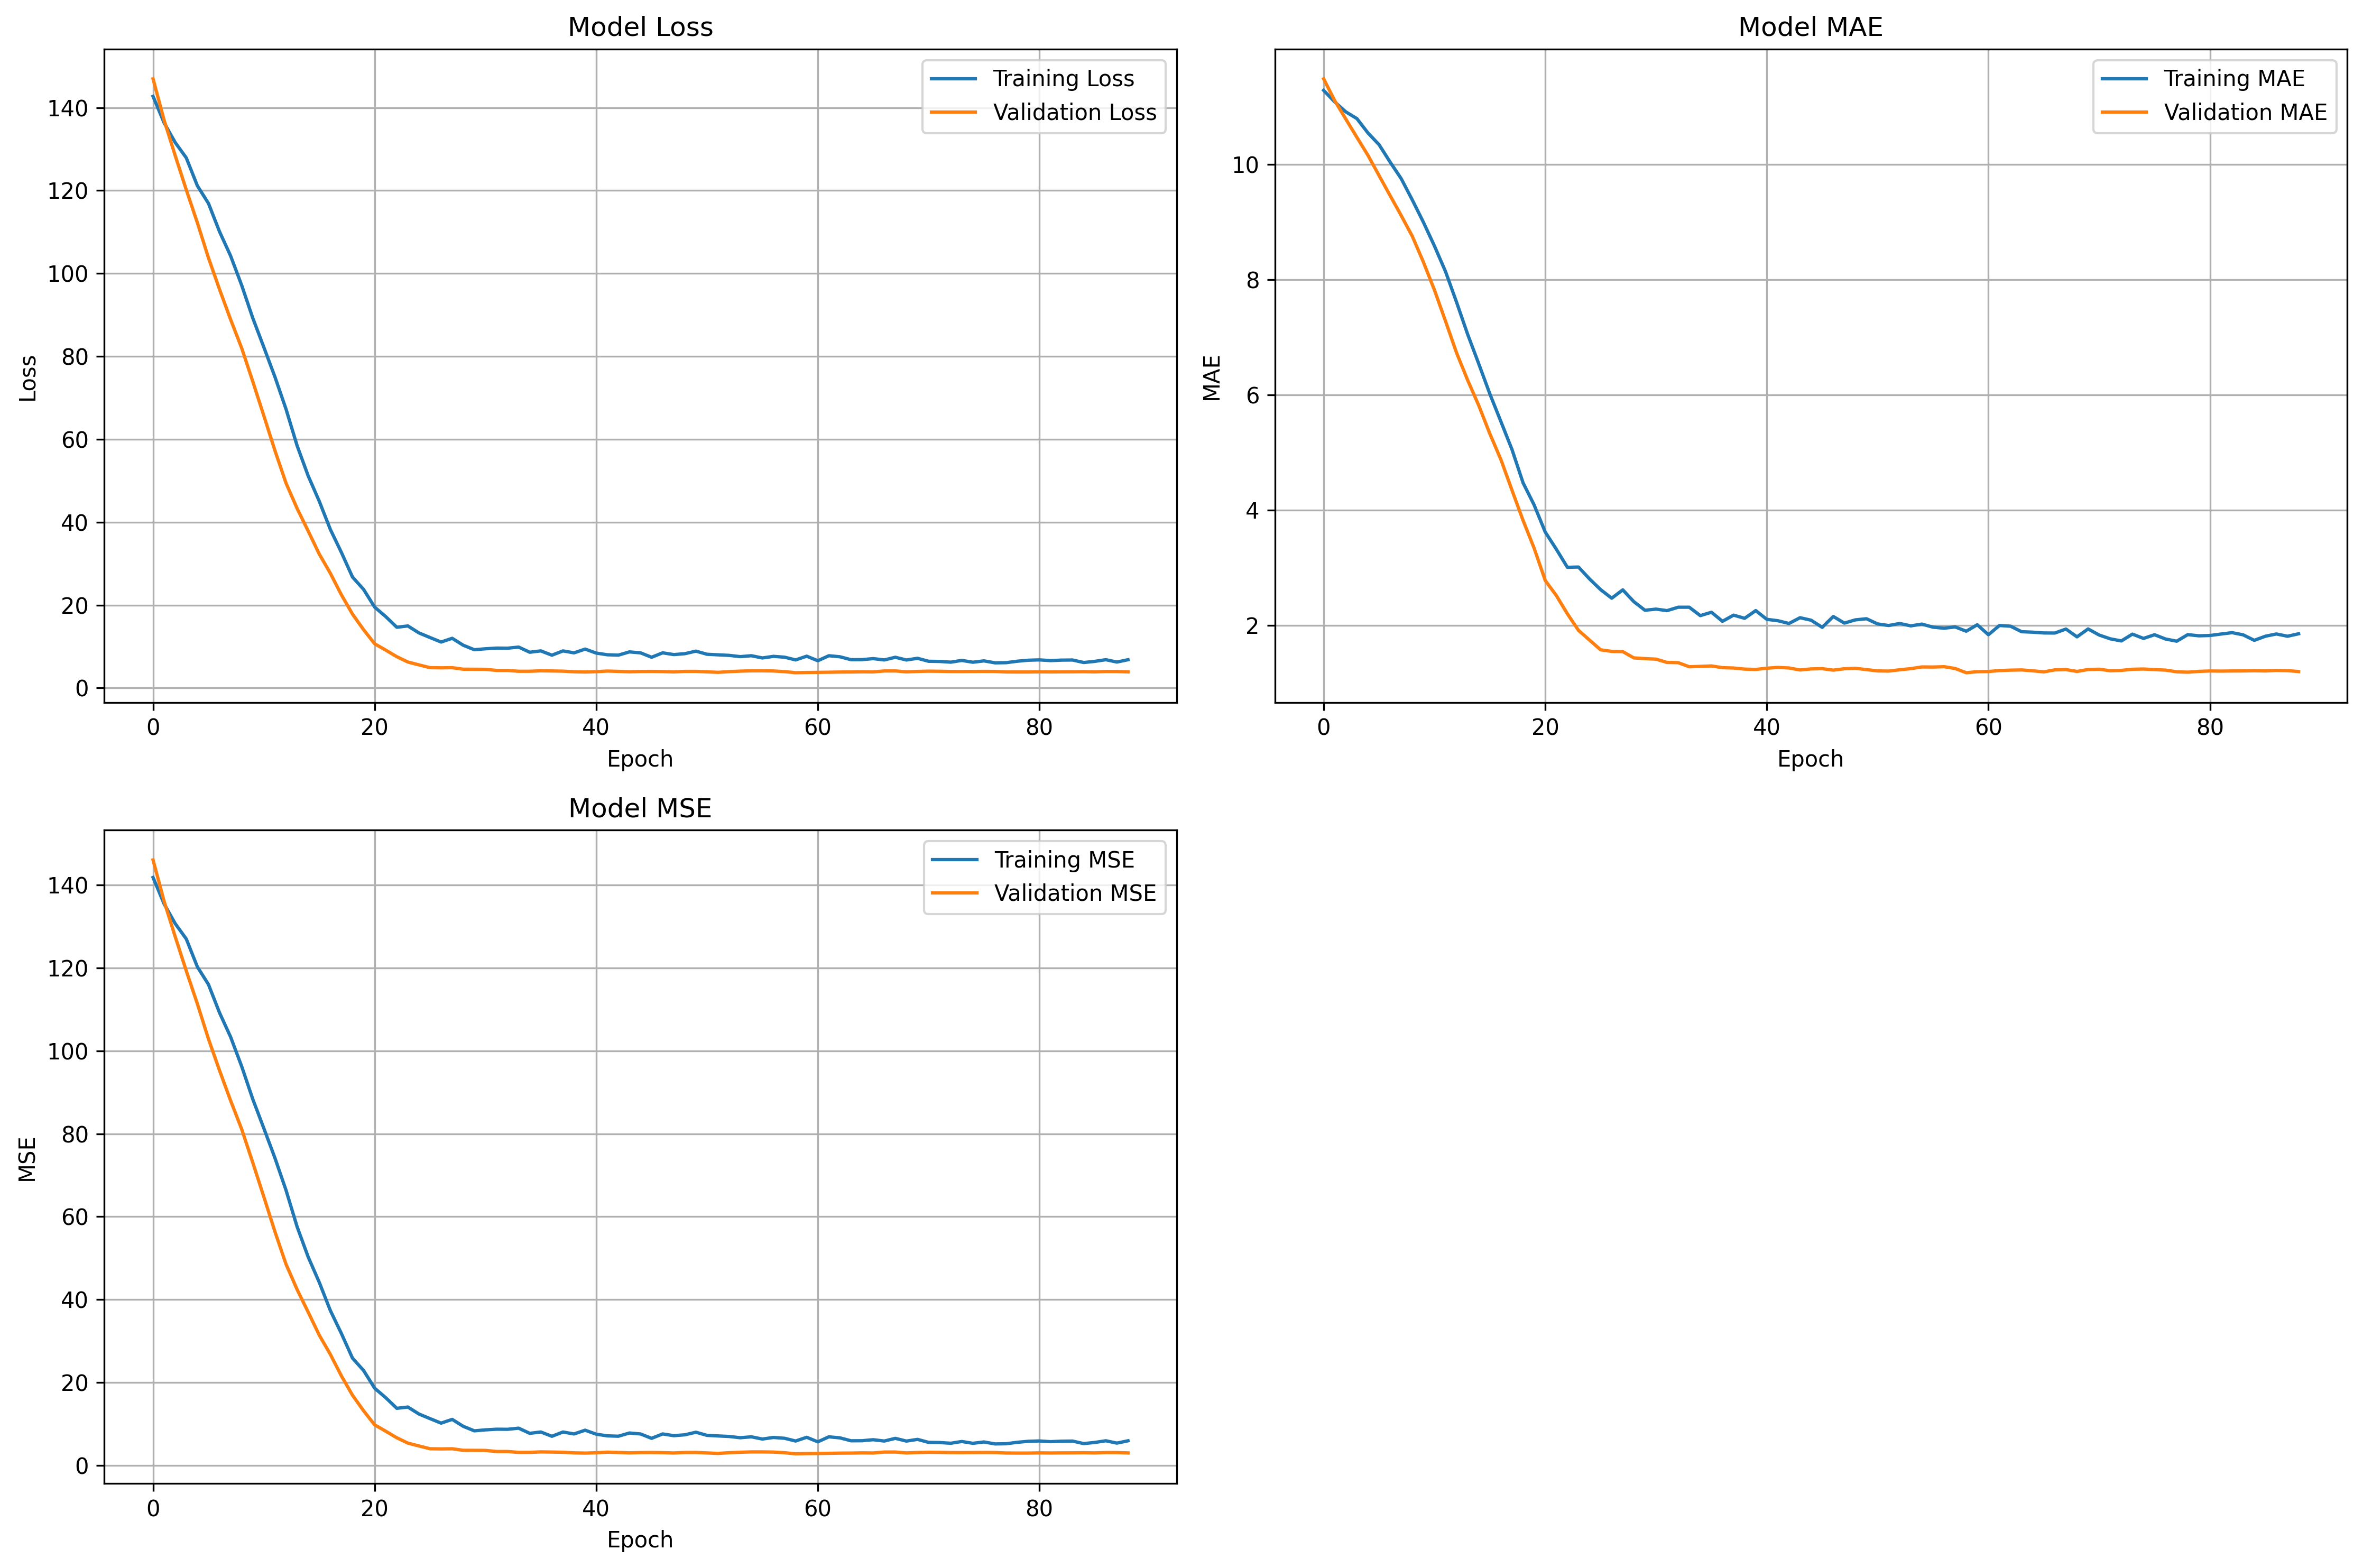 Model Loss
Training Loss
Validation Loss
140
120
100
80
60
40
20
0
Loss
0 20 40 60 80
Epoch
Model MAE
Training MAE
Validation MAE
10
8
6
4
2
MAE
0 20 40 60 80
Epoch
Model MSE
Training MSE
Validation MSE
140
120
100
80
60
40
20
0
MSE
0 20 40 60 80
Epoch